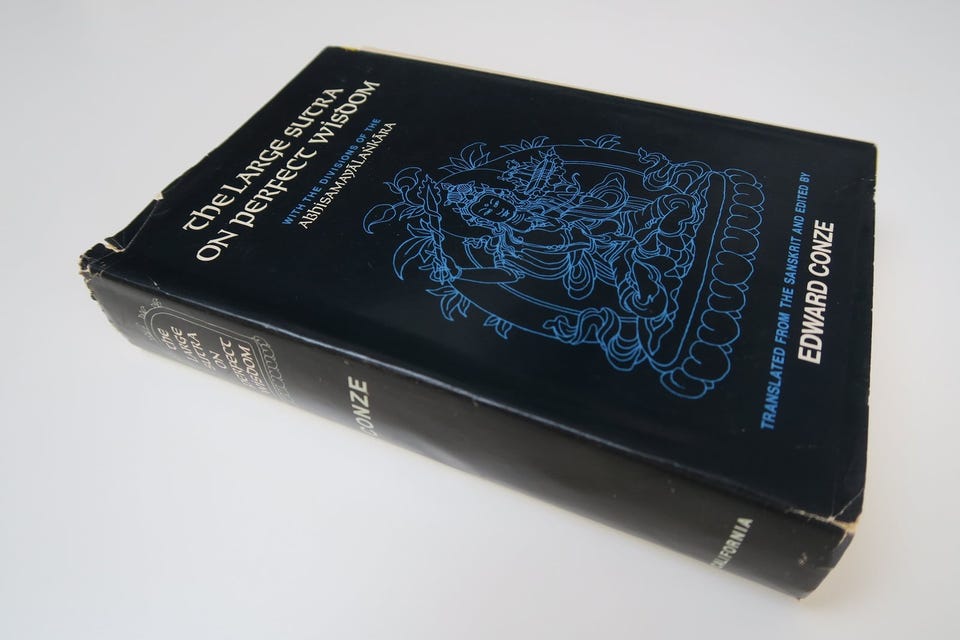 The Large Sutra
on Perfect Wisdom
WITH THE DIVISIONS OF THE
Abhisamayālaṅkāra
TRANSLATED FROM THE SANSKRIT AND EDITED BY
EDWARD CONZE
The
Large
Sutra
on
Perfect
Wisdom
CONZE
CALIFORNIA